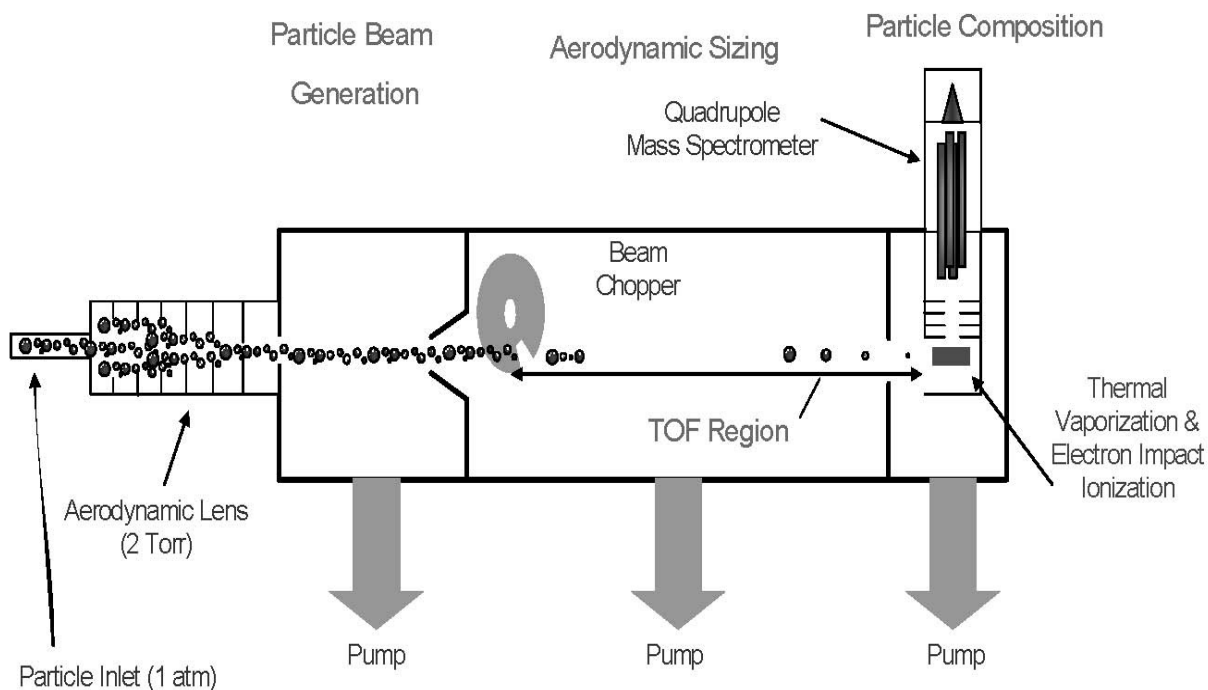 Particle Beam
Generation
Aerodynamic Sizing
Particle Composition
Quadrupole
Mass Spectrometer
Beam
Chopper
TOF Region
Thermal
Vaporization &
Electron Impact
Ionization
Aerodynamic Lens
(2 Torr)
Particle Inlet (1 atm)
Pump
Pump
Pump